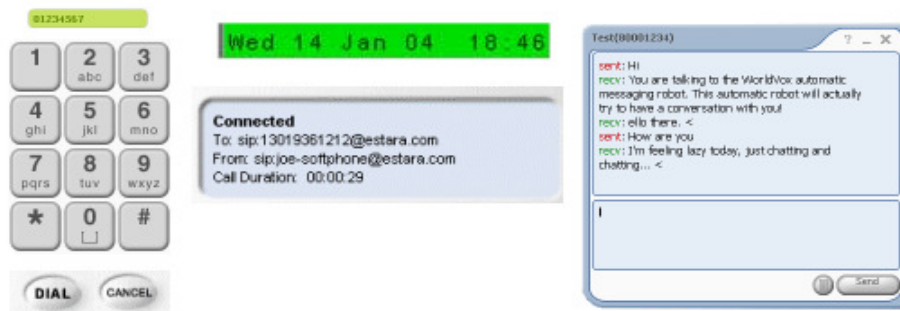 01234567
1 2 3
abc def
4 5 6
ghi jkl mno
7 8 9
pqrs tuv wxyz
* 0 #
DIAL CANCEL
Wed 14 Jan 04 18:46
Connected
To: sip:13019361212@estara.com
From: sip:joe-softphone@estara.com
Call Duration: 00:00:29
Test(80001234) ? _ X
sent: Hi
recv: You are talking to the WorldVox automatic
messaging robot. This automatic robot will actually
try to have a conversation with you!
recv: ello there. <
sent: How are you
recv: I'm feeling lazy today, just chatting and
chatting... <
Send